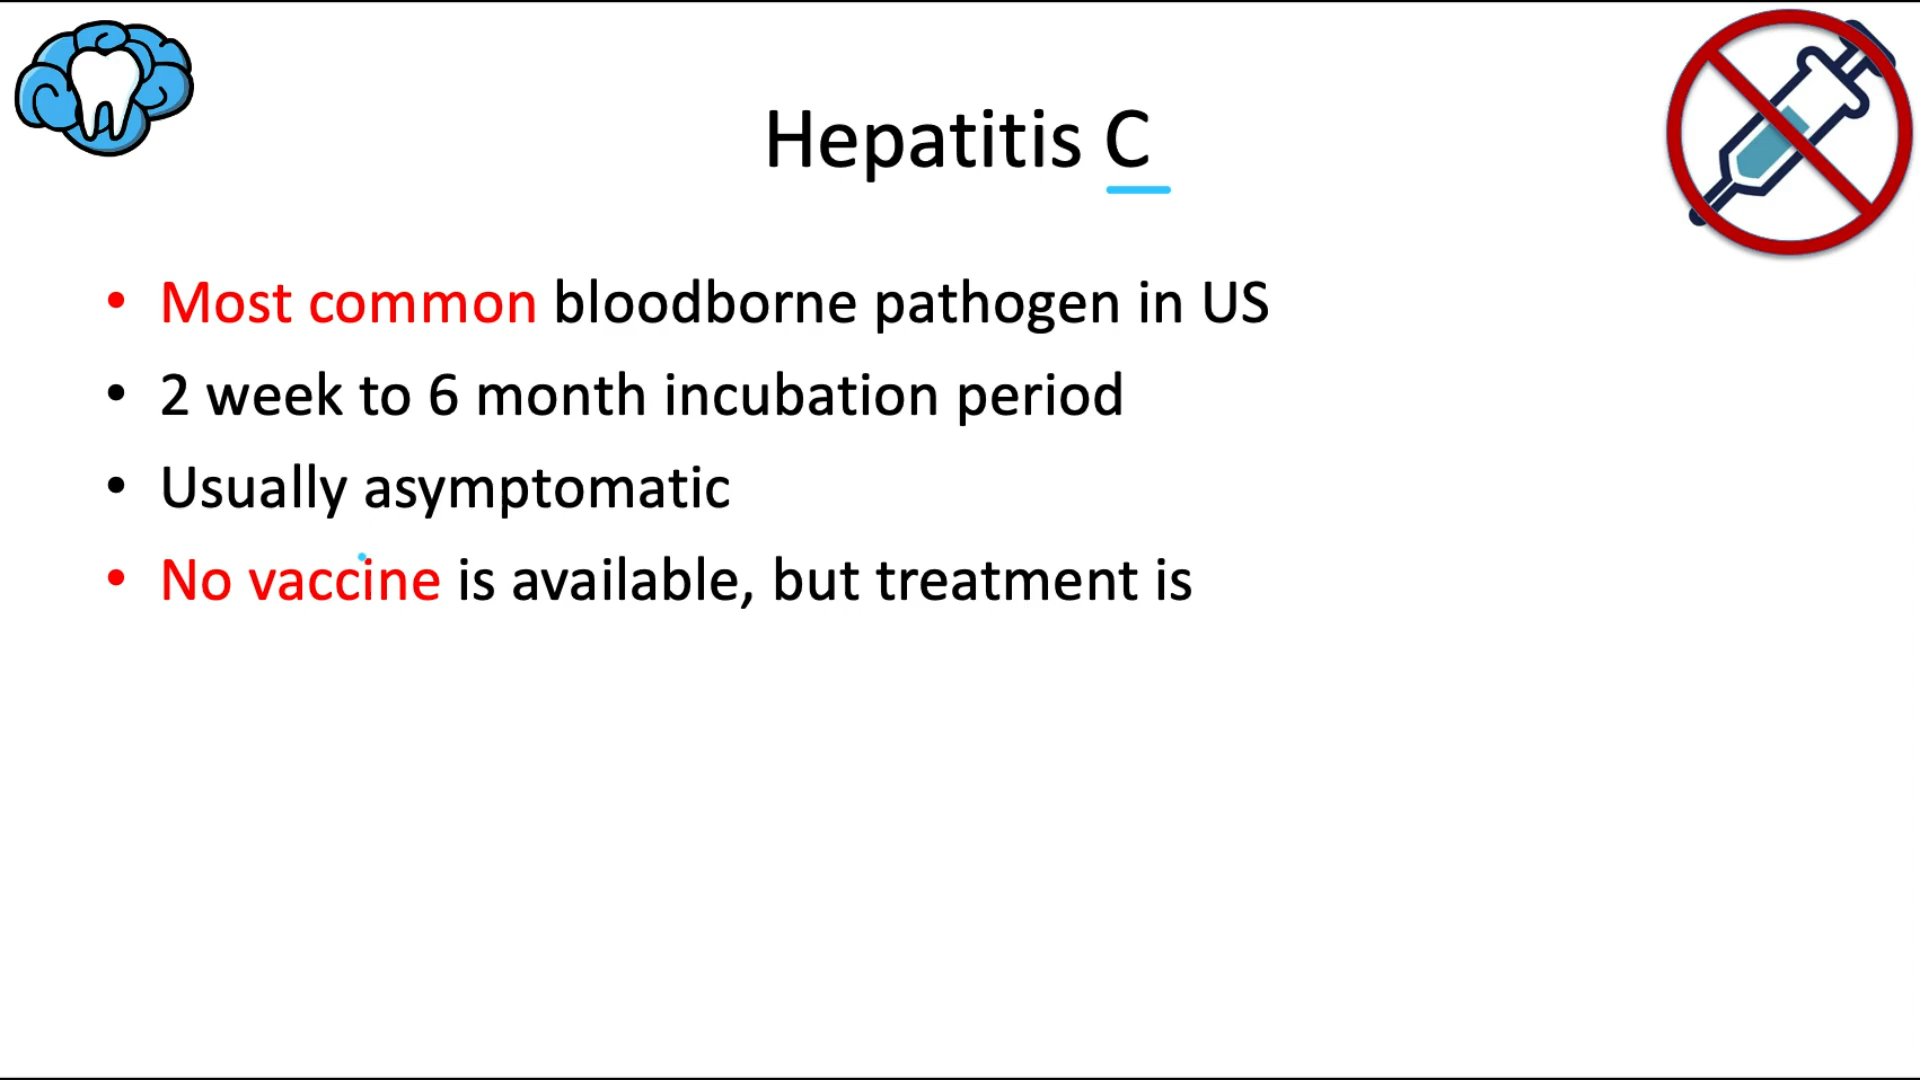 Hepatitis C
• Most common bloodborne pathogen in US
• 2 week to 6 month incubation period
• Usually asymptomatic
• No vaccine is available, but treatment is